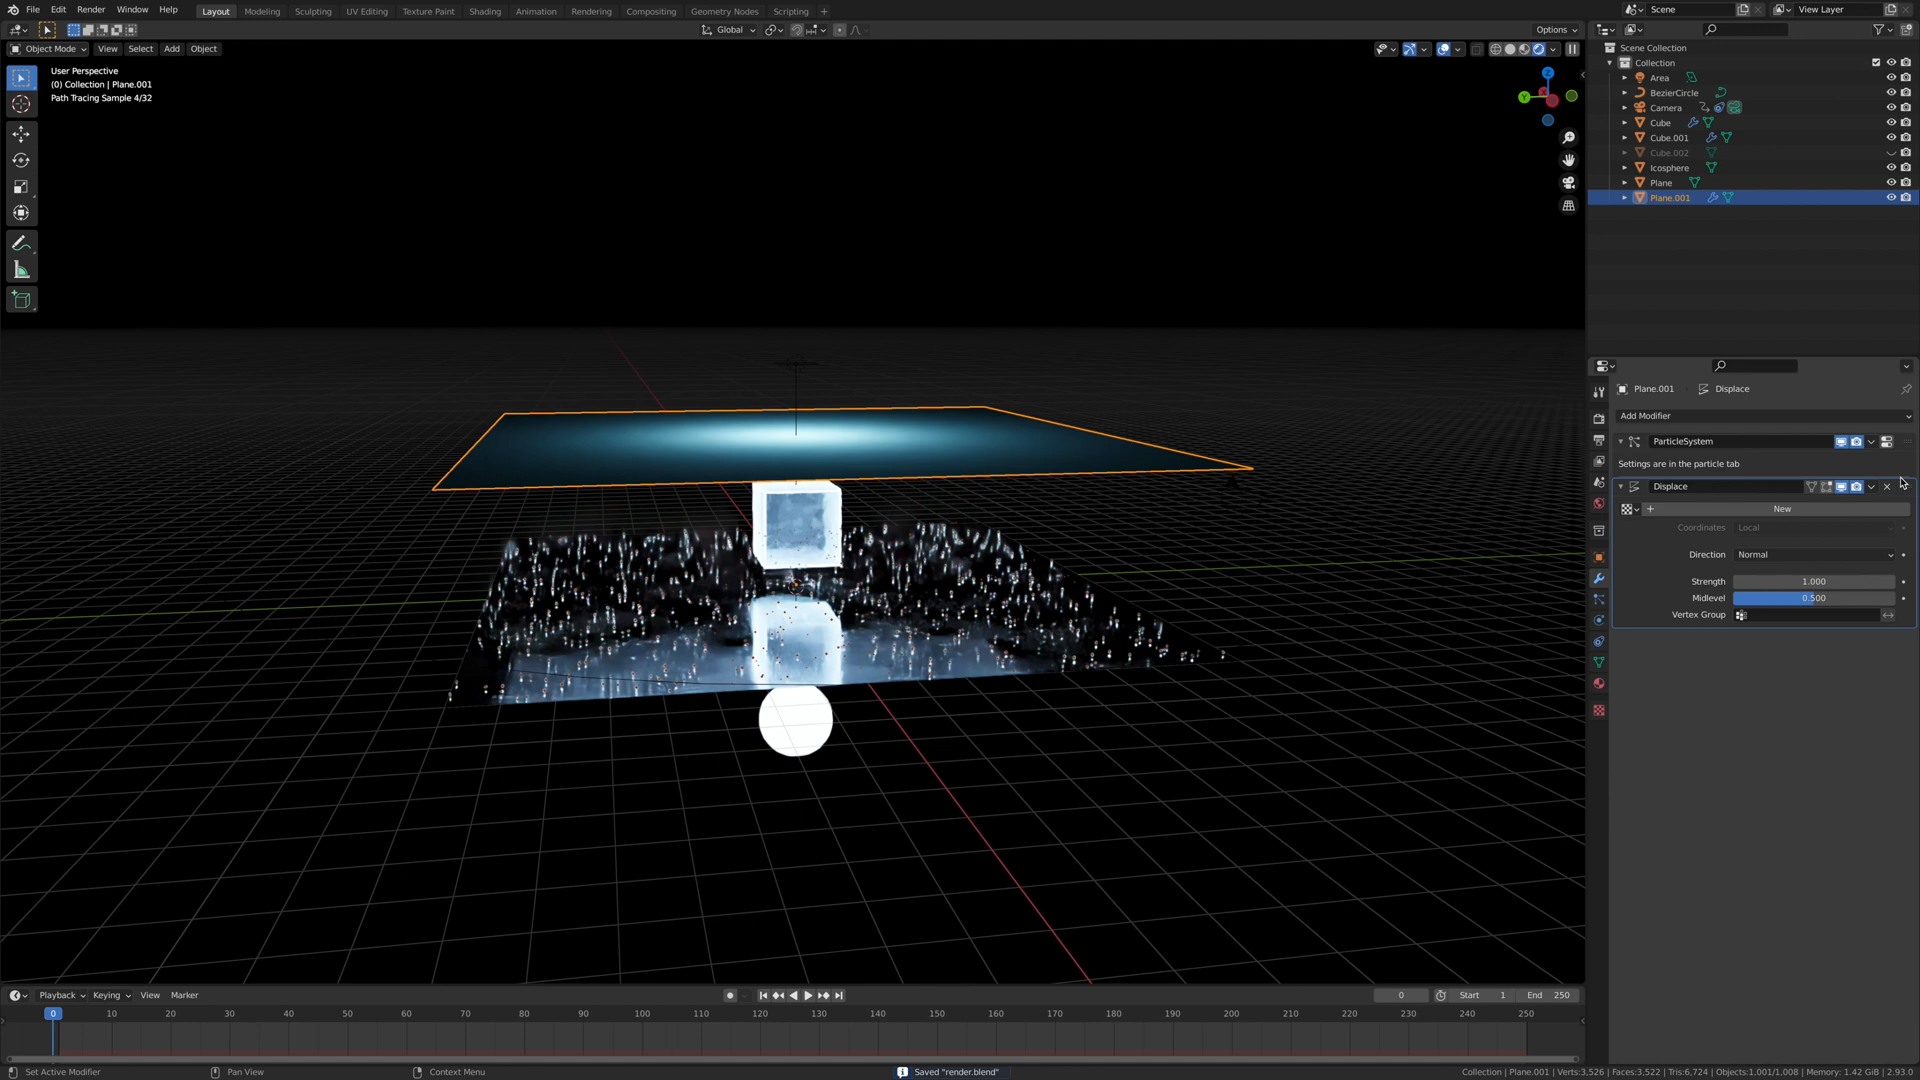 File Edit Render Window Help Layout Modeling Sculpting UV Editing Texture Paint Shading Animation Rendering Compositing Geometry Nodes Scripting + Scene View Layer
Global Options
Object Mode View Select Add Object
User Perspective
(0) Collection | Plane.001
Path Tracing Sample 4/32
Z
Y
Scene Collection
Collection
Area
BezierCircle
Camera
Cube
Cube.001
Cube.002
Icosphere
Plane
Plane.001
Plane.001 Displace
Add Modifier
ParticleSystem
Settings are in the particle tab
Displace
+ New
Coordinates Local
Direction Normal
Strength 1.000
Midlevel 0.500
Vertex Group
Playback Keying View Marker 0 Start 1 End 250
0 10 20 30 40 50 60 70 80 90 100 110 120 130 140 150 160 170 180 190 200 210 220 230 240 250
Set Active Modifier Pan View Context Menu Saved "render.blend" Collection | Plane.001 | Verts:3,526 | Faces:3,522 | Tris:6,724 | Objects:1,001/1,008 | Memory: 1.42 GiB | 2.93.0